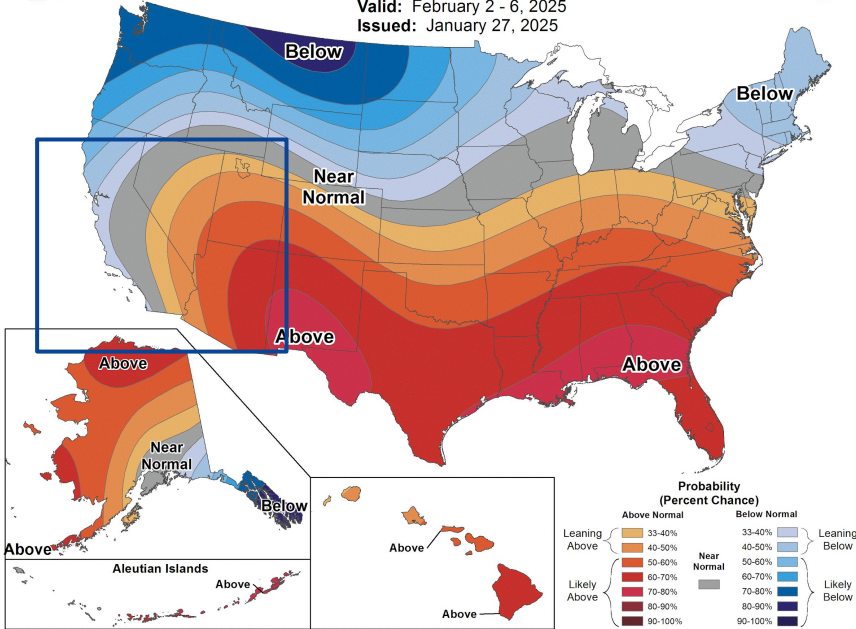 Valid: February 2 - 6, 2025
Issued: January 27, 2025
Below
Below
Near
Normal
Above
Above
Above
Near
Normal
Below
Above
Aleutian Islands
Above
Above
Above
Probability
(Percent Chance)
Above Normal
Below Normal
Leaning
Above
33-40%
40-50%
Likely
Above
50-60%
60-70%
70-80%
80-90%
90-100%
Near
Normal
33-40%
40-50%
Leaning
Below
50-60%
60-70%
70-80%
80-90%
90-100%
Likely
Below